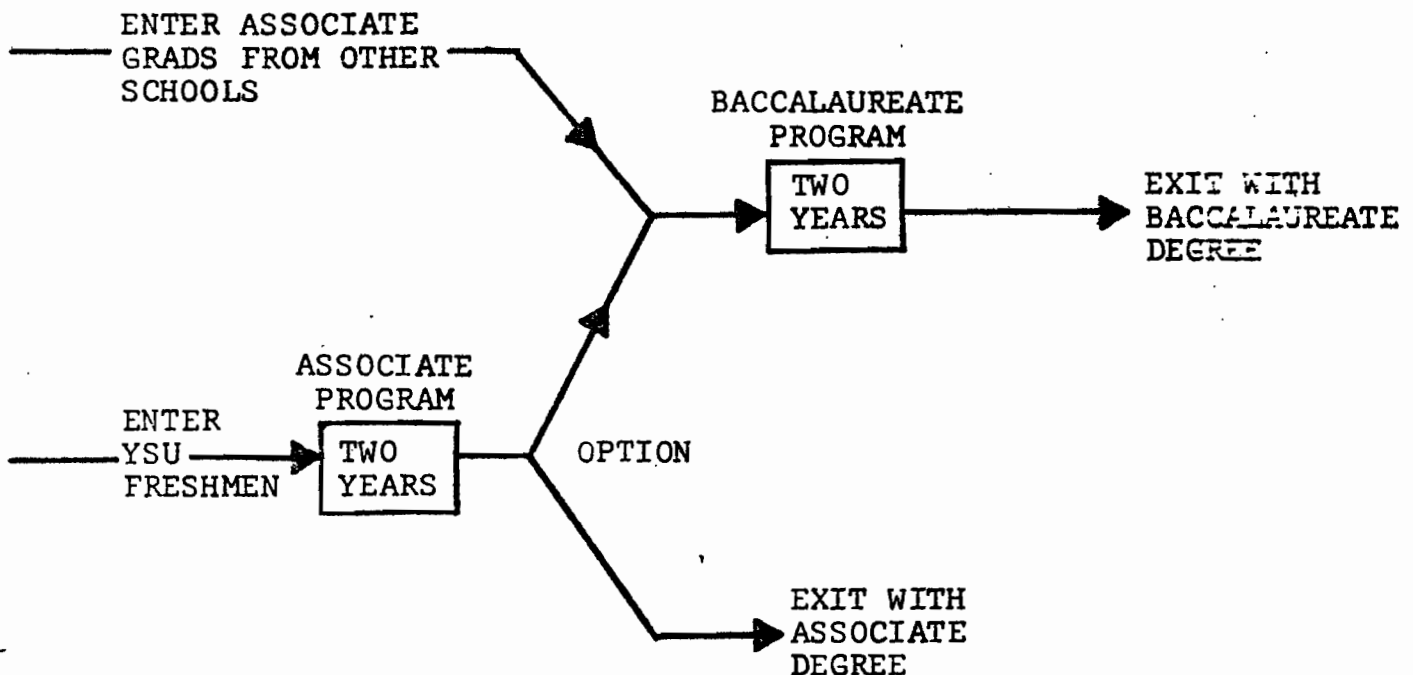 ENTER ASSOCIATE
GRADS FROM OTHER
SCHOOLS
BACCALAUREATE
PROGRAM
TWO
YEARS
EXIT WITH
BACCALAUREATE
DEGREE
ASSOCIATE
PROGRAM
ENTER
YSU
FRESHMEN
TWO
YEARS
OPTION
EXIT WITH
ASSOCIATE
DEGREE